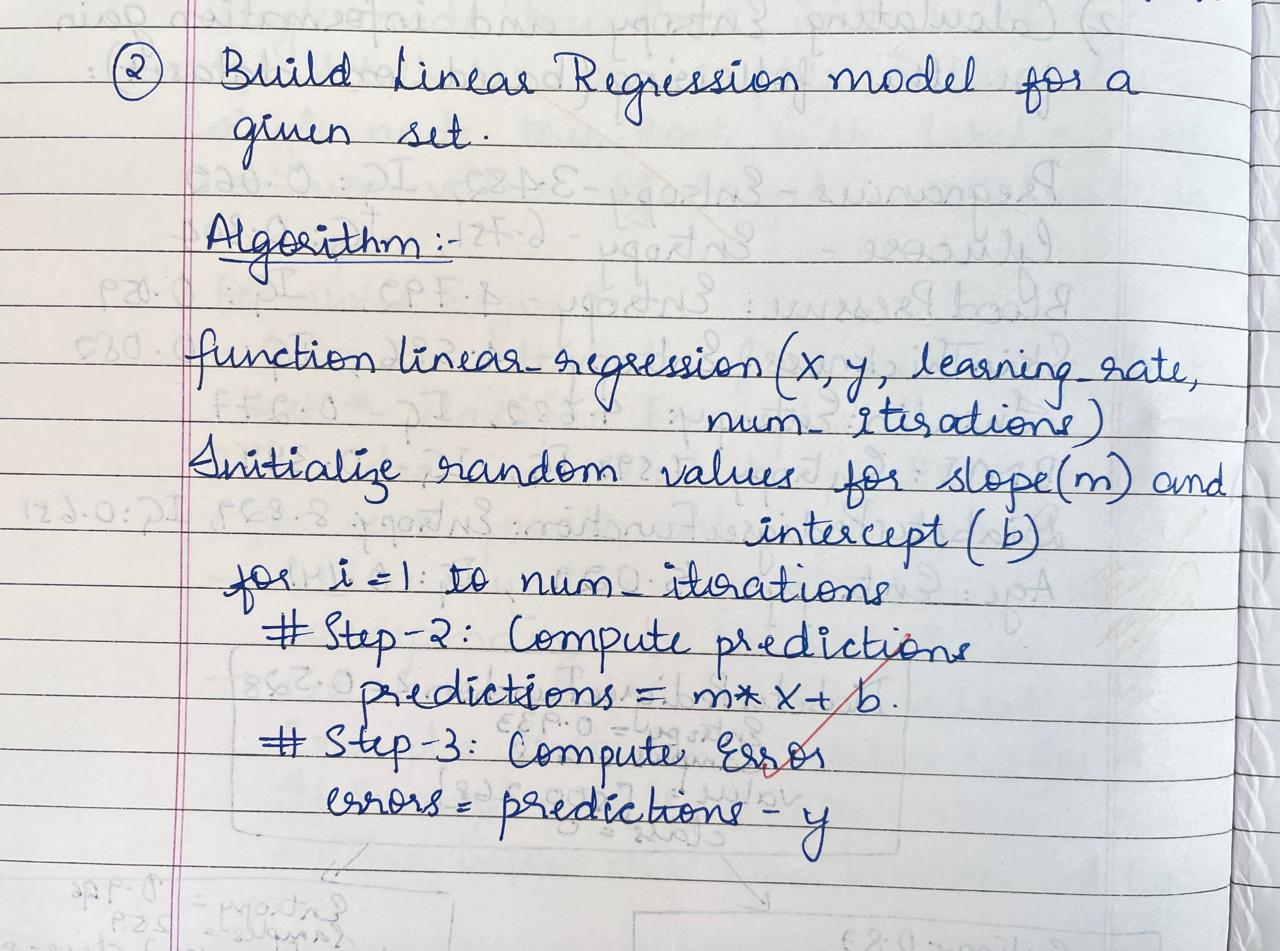 ② Build Linear Regression model for a
given set.
Algorithm :-
function linear_regression (x, y, learning_rate,
num_iterations)
Initialize random values for slope(m) and
intercept (b)
for i = 1 to num_iterations
# Step-2: Compute predictions
predictions = m* x + b.
# Step-3: Compute Error
errors = predictions - y